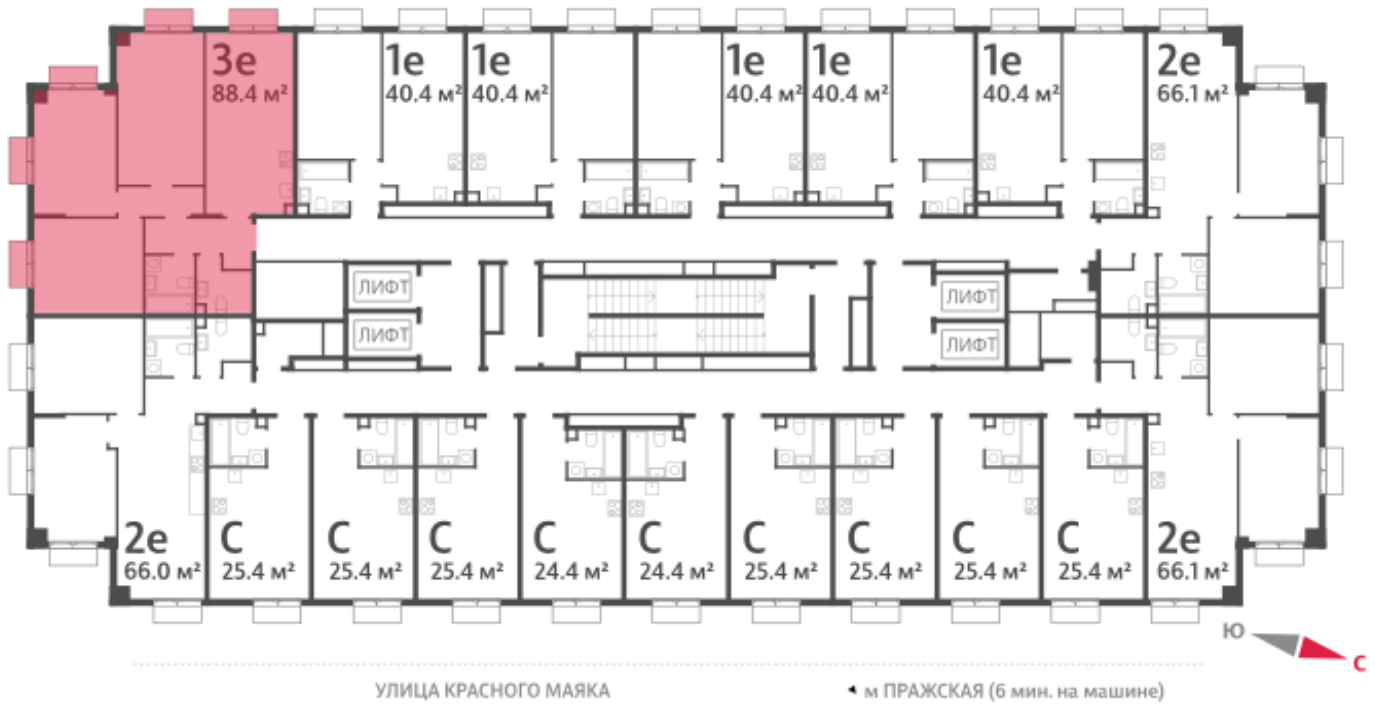 3е
88.4 м²
1е
40.4 м²
1е
40.4 м²
1е
40.4 м²
1е
40.4 м²
1е
40.4 м²
2е
66.1 м²
ЛИФТ
ЛИФТ
ЛИФТ
ЛИФТ
2е
66.0 м²
С
25.4 м²
С
25.4 м²
С
25.4 м²
С
24.4 м²
С
24.4 м²
С
25.4 м²
С
25.4 м²
С
25.4 м²
С
25.4 м²
2е
66.1 м²
Ю
С
УЛИЦА КРАСНОГО МАЯКА
м ПРАЖСКАЯ (6 мин. на машине)